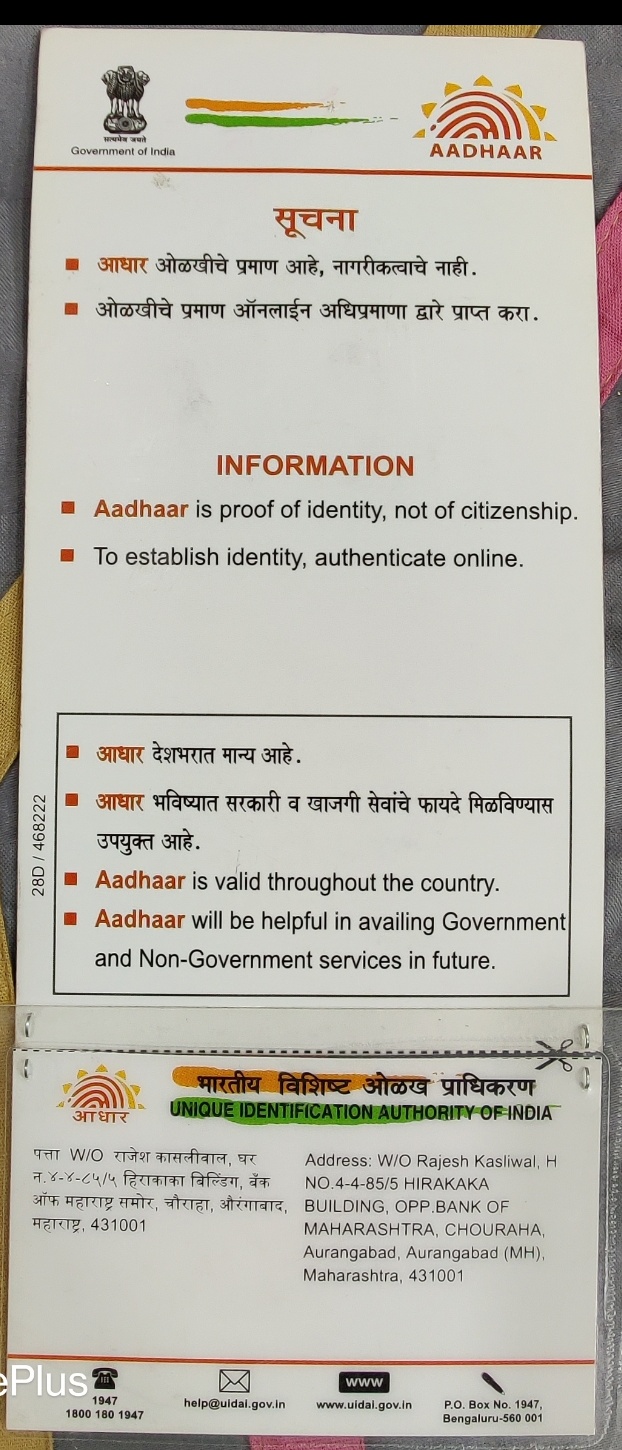 सत्यमेव जयते
Government of India
AADHAAR
सूचना
आधार ओळखीचे प्रमाण आहे, नागरीकत्वाचे नाही.
ओळखीचे प्रमाण ऑनलाईन अधिप्रमाणा द्वारे प्राप्त करा.
INFORMATION
Aadhaar is proof of identity, not of citizenship.
To establish identity, authenticate online.
28D / 468222
आधार देशभरात मान्य आहे.
आधार भविष्यात सरकारी व खाजगी सेवांचे फायदे मिळविण्यास
उपयुक्त आहे.
Aadhaar is valid throughout the country.
Aadhaar will be helpful in availing Government
and Non-Government services in future.
आधार
भारतीय विशिष्ट ओळख प्राधिकरण
UNIQUE IDENTIFICATION AUTHORITY OF INDIA
पत्ता W/O राजेश कासलीवाल, घर
न.४-४-८५/५ हिराकाका बिल्डिंग, बँक
ऑफ महाराष्ट्र समोर, चौराहा, औरंगाबाद,
महाराष्ट्र, 431001
Address: W/O Rajesh Kasliwal, H
NO.4-4-85/5 HIRAKAKA
BUILDING, OPP.BANK OF
MAHARASHTRA, CHOURAHA,
Aurangabad, Aurangabad (MH),
Maharashtra, 431001
ePlus
1947
1800 180 1947
help@uidai.gov.in
www
www.uidai.gov.in
P.O. Box No. 1947,
Bengaluru-560 001